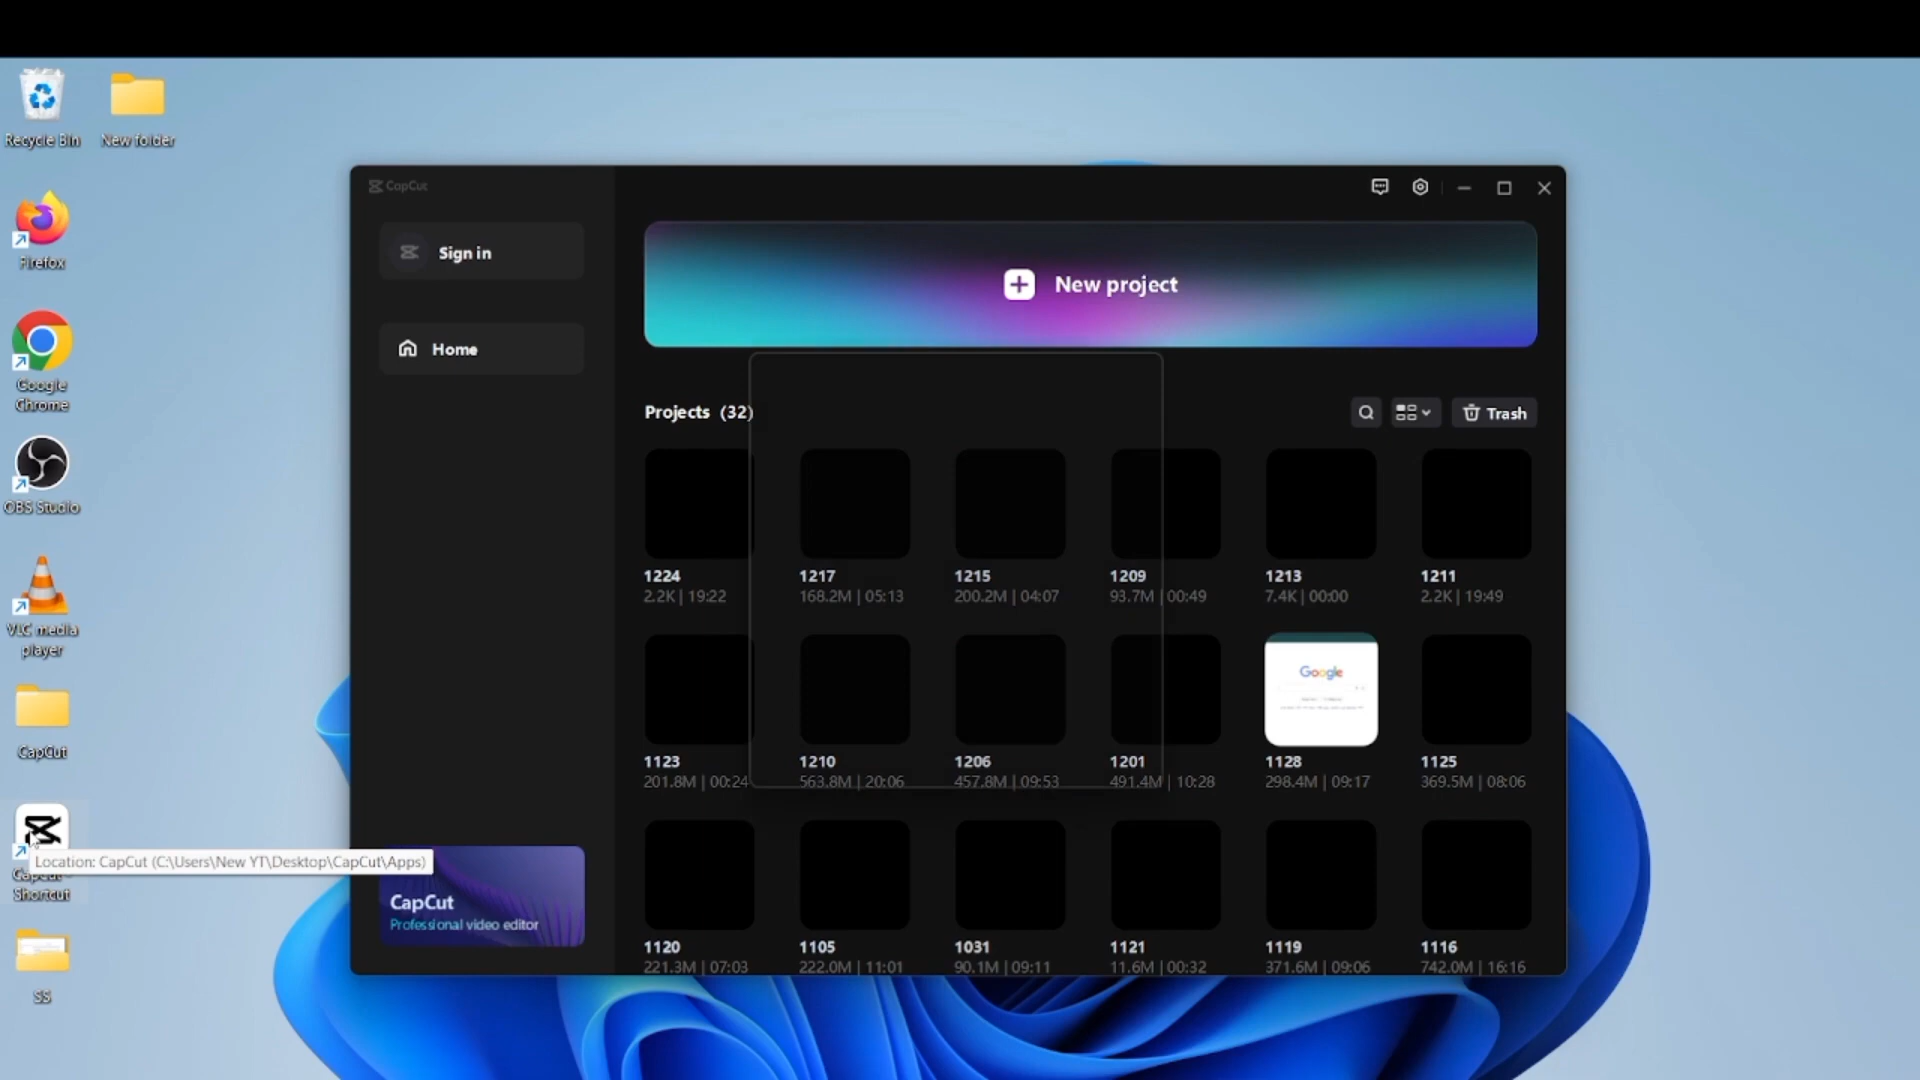 Recycle Bin
New folder
Firefox
Google
Chrome
OBS Studio
VLC media
player
CapCut
Location: CapCut (C:\Users\New YT\Desktop\CapCut\Apps)
Shortcut
SS
CapCut
Sign in
Home
CapCut
Professional video editor
New project
Projects (32)
Trash
1224
2.2K | 19:22
1217
168.2M | 05:13
1215
200.2M | 04:07
1209
93.7M | 00:49
1213
7.4K | 00:00
1211
2.2K | 19:49
1123
201.8M | 00:24
1210
563.8M | 20:06
1206
457.8M | 09:53
1201
491.4M | 10:28
Google
1128
298.4M | 09:17
1125
369.5M | 08:06
1120
221.3M | 07:03
1105
222.0M | 11:01
1031
90.1M | 09:11
1121
11.6M | 00:32
1119
371.6M | 09:06
1116
742.0M | 16:16